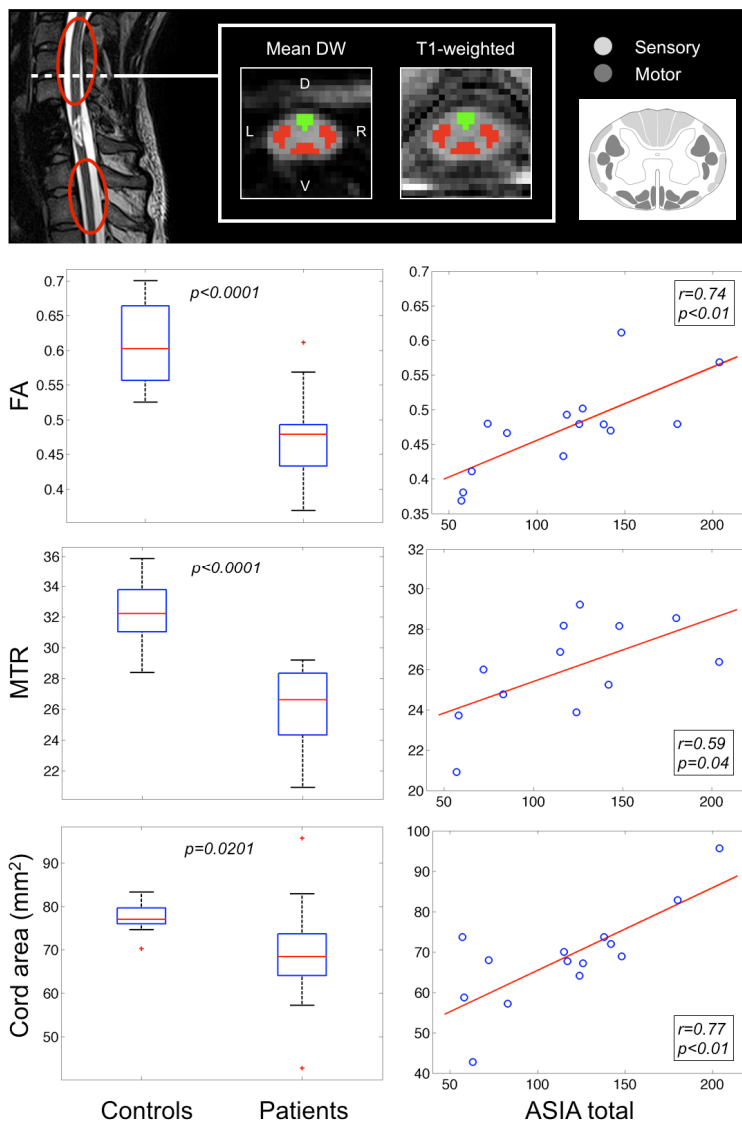 Mean DW
T1-weighted
D
L
R
V
Sensory
Motor
FA
0.7
0.65
0.6
0.55
0.5
0.45
0.4
p<0.0001
0.7
0.65
0.6
0.55
0.5
0.45
0.4
0.35
r=0.74
p<0.01
50
100
150
200
MTR
36
34
32
30
28
26
24
22
p<0.0001
32
30
28
26
24
22
20
r=0.59
p=0.04
50
100
150
200
Cord area (mm²)
90
80
70
60
50
p=0.0201
100
90
80
70
60
50
40
r=0.77
p<0.01
50
100
150
200
Controls
Patients
ASIA total